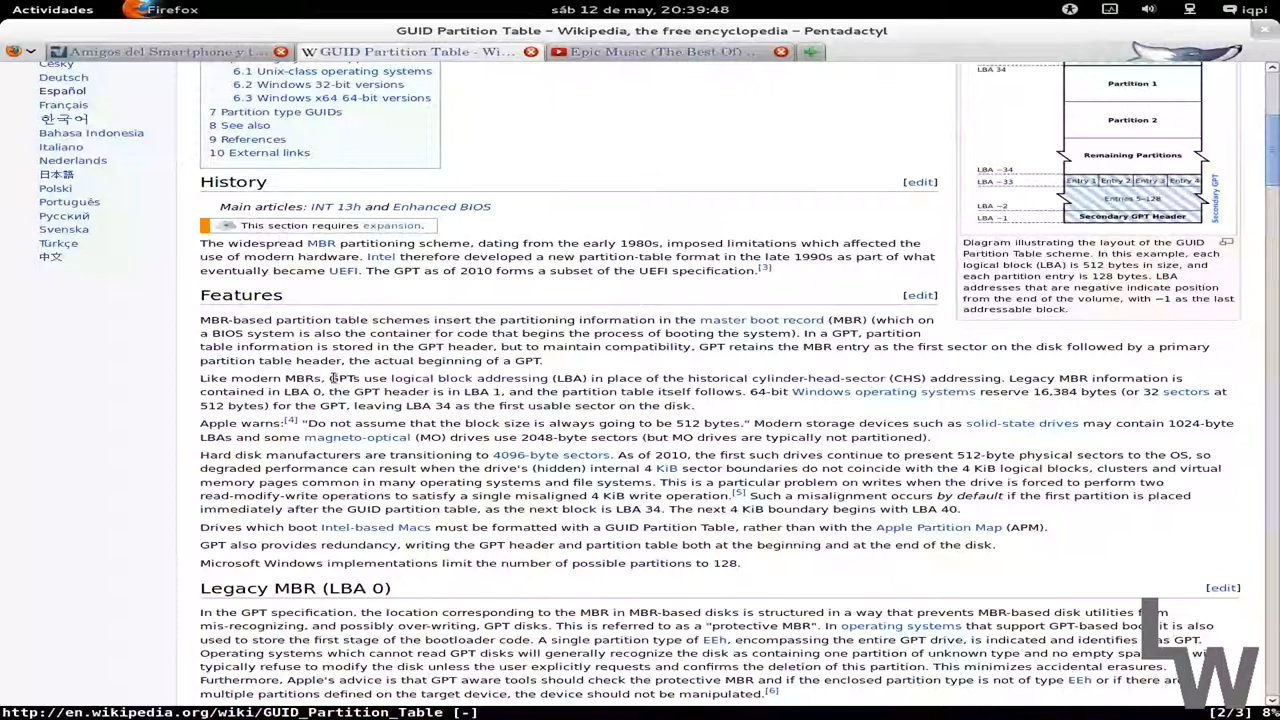 Actividades
Firefox
sáb 12 de may, 20:39:48
iqpi
GUID Partition Table – Wikipedia, the free encyclopedia – Pentadactyl
Amigos del Smartphone y t...
GUID Partition Table - Wi...
Epic Music (The Best Of) ...
Česky
Deutsch
Español
Français
한국어
Bahasa Indonesia
Italiano
Nederlands
日本語
Polski
Português
Русский
Svenska
Türkçe
中文
6.1 Unix-class operating systems
6.2 Windows 32-bit versions
6.3 Windows x64 64-bit versions
7 Partition type GUIDs
8 See also
9 References
10 External links
LBA 34
Partition 1
Partition 2
Remaining Partitions
LBA −34
LBA −33
Entry 1 Entry 2 Entry 3 Entry 4
Entries 5–128
LBA −2
LBA −1
Secondary GPT Header
Secondary GPT
Diagram illustrating the layout of the GUID
Partition Table scheme. In this example, each
logical block (LBA) is 512 bytes in size, and
each partition entry is 128 bytes. LBA
addresses that are negative indicate position
from the end of the volume, with −1 as the last
addressable block.
History
[edit]
Main articles: INT 13h and Enhanced BIOS
This section requires expansion.
The widespread MBR partitioning scheme, dating from the early 1980s, imposed limitations which affected the
use of modern hardware. Intel therefore developed a new partition-table format in the late 1990s as part of what
eventually became UEFI. The GPT as of 2010 forms a subset of the UEFI specification.[3]
Features
[edit]
MBR-based partition table schemes insert the partitioning information in the master boot record (MBR) (which on
a BIOS system is also the container for code that begins the process of booting the system). In a GPT, partition
table information is stored in the GPT header, but to maintain compatibility, GPT retains the MBR entry as the first sector on the disk followed by a primary
partition table header, the actual beginning of a GPT.
Like modern MBRs, GPTs use logical block addressing (LBA) in place of the historical cylinder-head-sector (CHS) addressing. Legacy MBR information is
contained in LBA 0, the GPT header is in LBA 1, and the partition table itself follows. 64-bit Windows operating systems reserve 16,384 bytes (or 32 sectors at
512 bytes) for the GPT, leaving LBA 34 as the first usable sector on the disk.
Apple warns:[4] "Do not assume that the block size is always going to be 512 bytes." Modern storage devices such as solid-state drives may contain 1024-byte
LBAs and some magneto-optical (MO) drives use 2048-byte sectors (but MO drives are typically not partitioned).
Hard disk manufacturers are transitioning to 4096-byte sectors. As of 2010, the first such drives continue to present 512-byte physical sectors to the OS, so
degraded performance can result when the drive's (hidden) internal 4 KiB sector boundaries do not coincide with the 4 KiB logical blocks, clusters and virtual
memory pages common in many operating systems and file systems. This is a particular problem on writes when the drive is forced to perform two
read-modify-write operations to satisfy a single misaligned 4 KiB write operation.[5] Such a misalignment occurs by default if the first partition is placed
immediately after the GUID partition table, as the next block is LBA 34. The next 4 KiB boundary begins with LBA 40.
Drives which boot Intel-based Macs must be formatted with a GUID Partition Table, rather than with the Apple Partition Map (APM).
GPT also provides redundancy, writing the GPT header and partition table both at the beginning and at the end of the disk.
Microsoft Windows implementations limit the number of possible partitions to 128.
Legacy MBR (LBA 0)
[edit]
In the GPT specification, the location corresponding to the MBR in MBR-based disks is structured in a way that prevents MBR-based disk utilities from
mis-recognizing, and possibly over-writing, GPT disks. This is referred to as a "protective MBR". In operating systems that support GPT-based boot it is also
used to store the first stage of the bootloader code. A single partition type of EEh, encompassing the entire GPT drive, is indicated and identifies as GPT.
Operating systems which cannot read GPT disks will generally recognize the disk as containing one partition of unknown type and no empty space,
typically refuse to modify the disk unless the user explicitly requests and confirms the deletion of this partition. This minimizes accidental erasures.
Furthermore, Apple's advice is that GPT aware tools should check the protective MBR and if the enclosed partition type is not of type EEh or if there are
multiple partitions defined on the target device, the device should not be manipulated.[6]
LW
http://en.wikipedia.org/wiki/GUID_Partition_Table [-]
[2/3] 8%